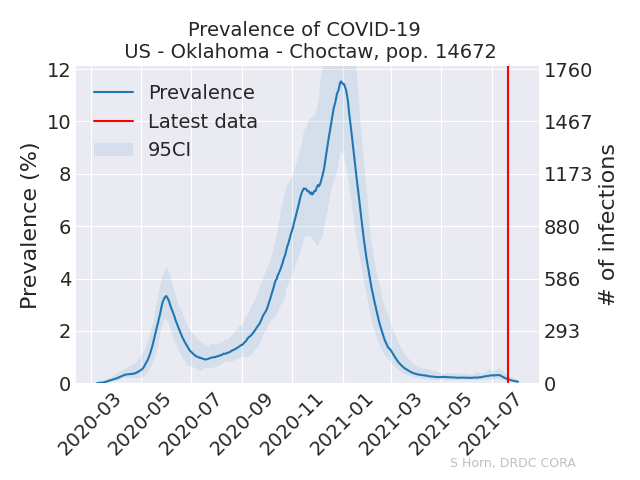 Prevalence of COVID-19
US - Oklahoma - Choctaw, pop. 14672
Prevalence (%)
12
10
8
6
4
2
0
Prevalence
Latest data
95CI
1760
1467
1173
880
586
293
0
# of infections
2020-03
2020-05
2020-07
2020-09
2020-11
2021-01
2021-03
2021-05
2021-07
S Horn, DRDC CORA